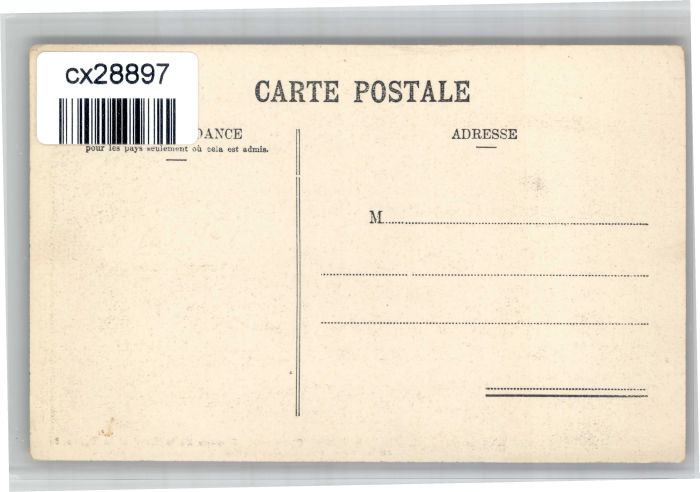 cx28897
CARTE POSTALE
DANCE
pour les pays seulement où cela est admis.
ADRESSE
M